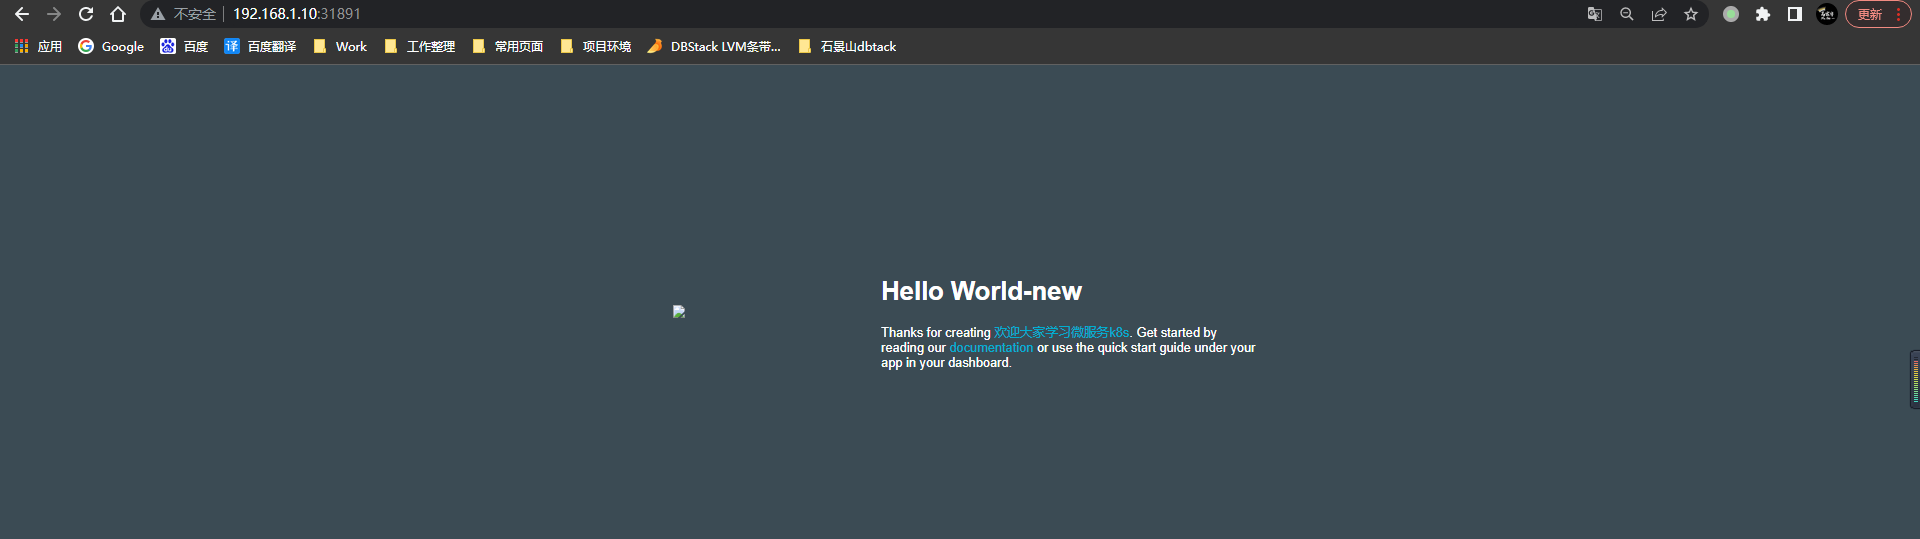 不安全 192.168.1.10:31891 更新
应用 Google 百度 百度翻译 Work 工作整理 常用页面 项目环境 DBStack LVM条带... 石景山dbtack
Hello World-new
Thanks for creating 欢迎大家学习微服务k8s. Get started by
reading our documentation or use the quick start guide under your
app in your dashboard.